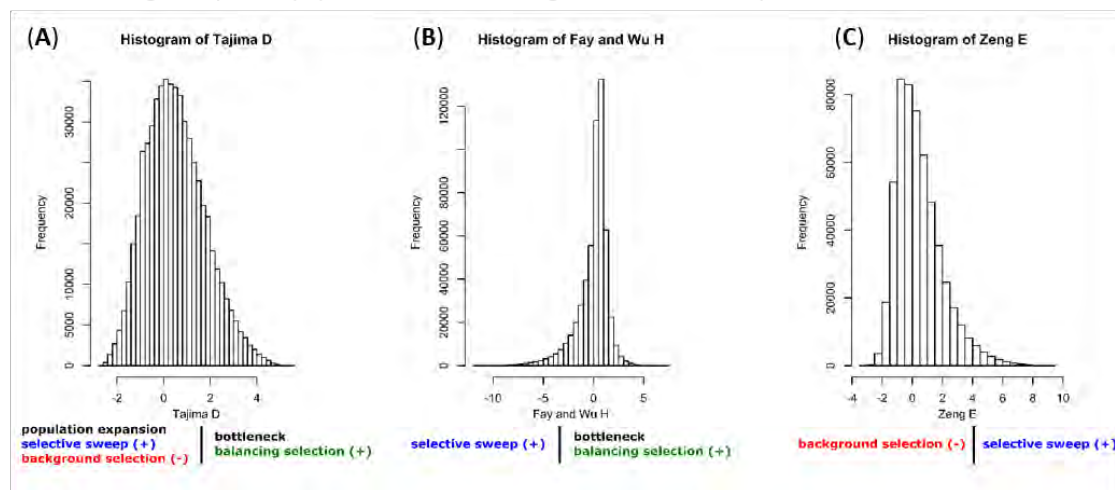 (A)
Histogram of Tajima D
Frequency
0
5000
10000
20000
30000
-2
0
2
4
Tajima D
population expansion
selective sweep (+)
background selection (-)
bottleneck
balancing selection (+)
(B)
Histogram of Fay and Wu H
Frequency
0
20000
40000
60000
80000
120000
-10
-5
0
5
Fay and Wu H
selective sweep (+)
bottleneck
balancing selection (+)
(C)
Histogram of Zeng E
Frequency
0
20000
40000
60000
80000
-4
-2
0
2
4
6
8
10
Zeng E
background selection (-)
selective sweep (+)